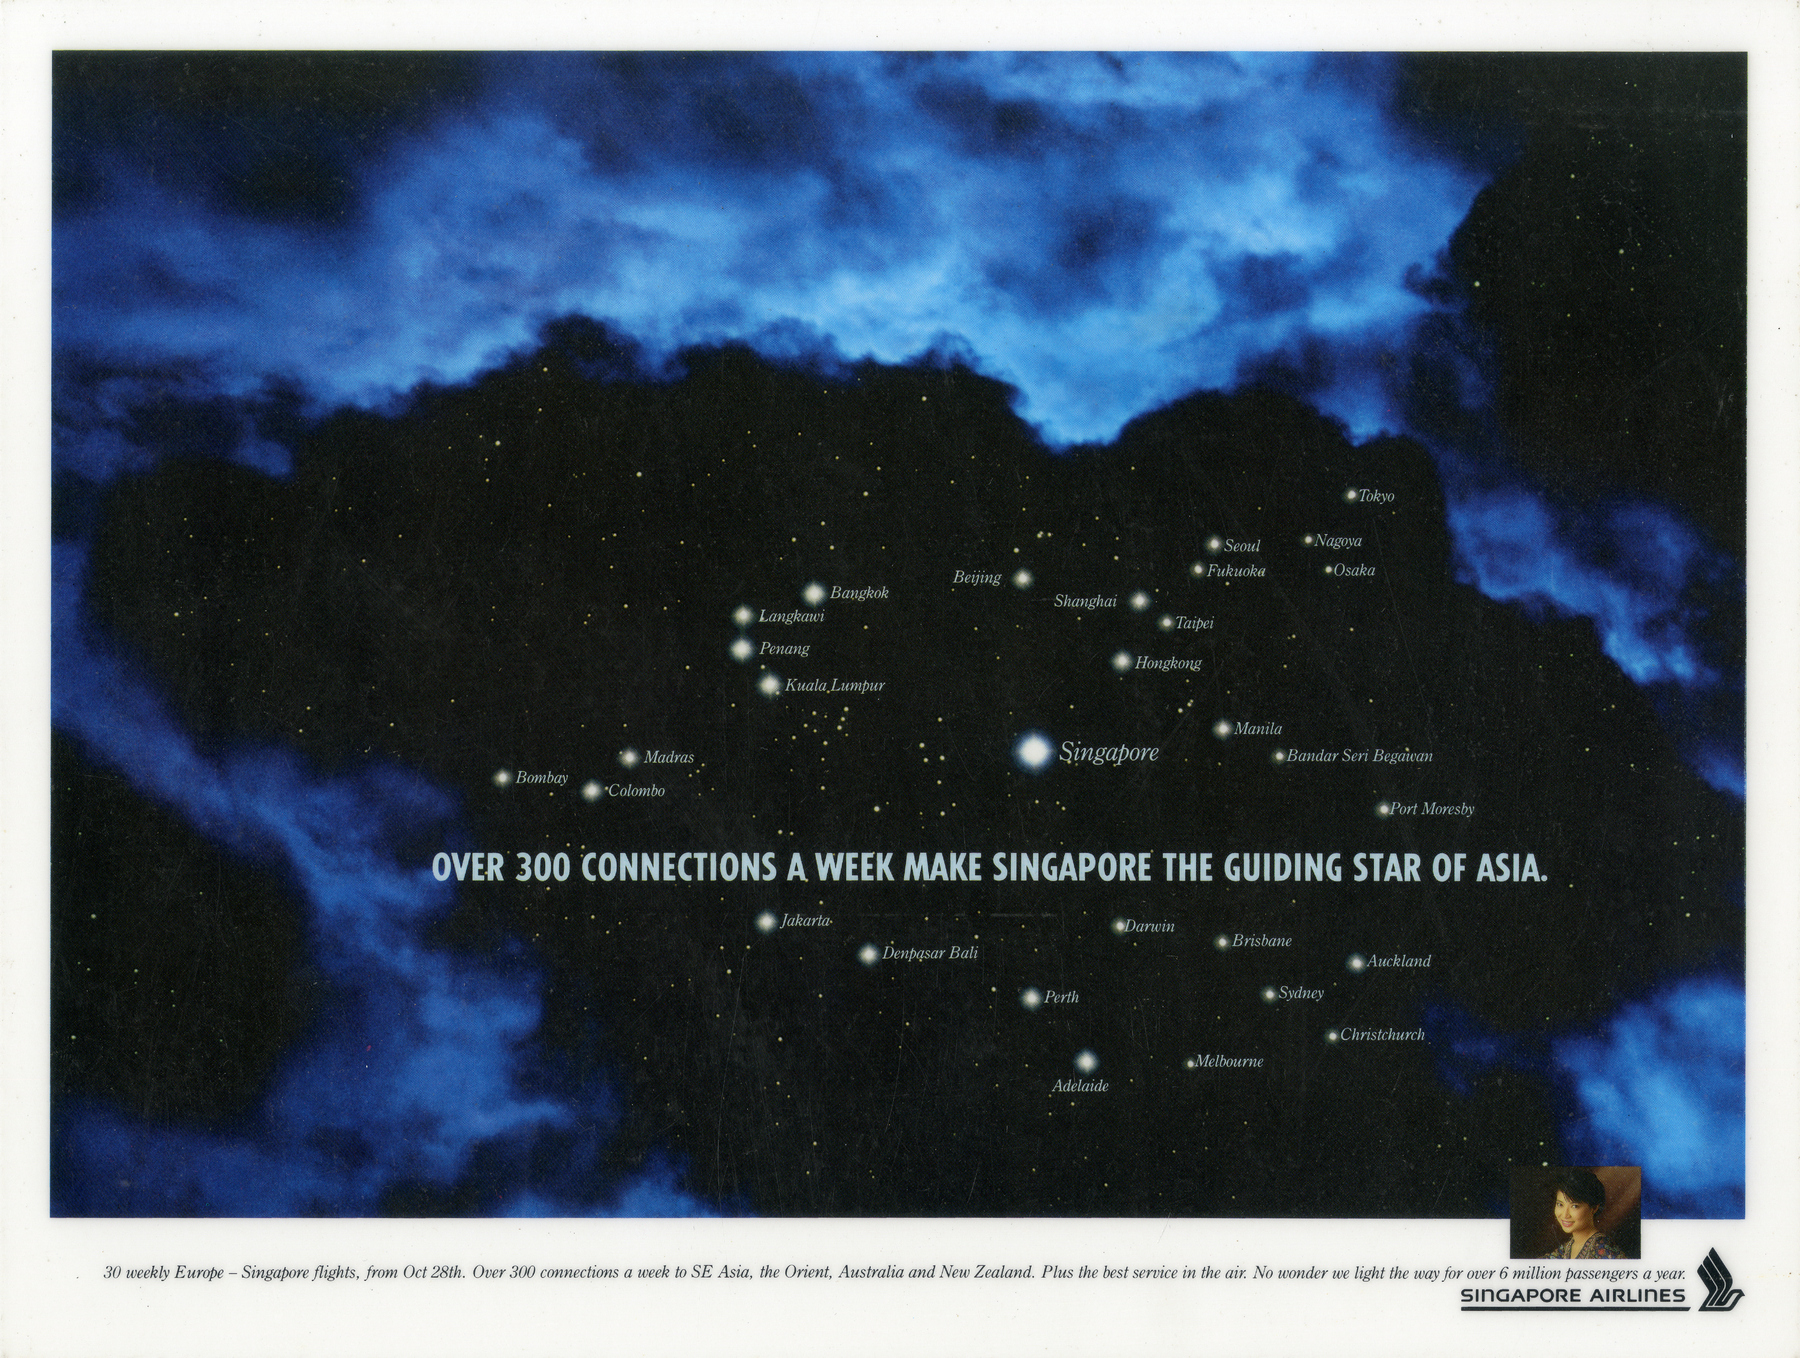 Tokyo
Nagoya
Seoul
Fukuoka
Osaka
Beijing
Bangkok
Shanghai
Langkawi
Taipei
Penang
Hongkong
Kuala Lumpur
Manila
Singapore
Bandar Seri Begawan
Madras
Bombay
Colombo
Port Moresby
OVER 300 CONNECTIONS A WEEK MAKE SINGAPORE THE GUIDING STAR OF ASIA.
Jakarta
Darwin
Brisbane
Denpasar Bali
Auckland
Perth
Sydney
Christchurch
Melbourne
Adelaide
30 weekly Europe – Singapore flights, from Oct 28th. Over 300 connections a week to SE Asia, the Orient, Australia and New Zealand. Plus the best service in the air. No wonder we light the way for over 6 million passengers a year.
SINGAPORE AIRLINES